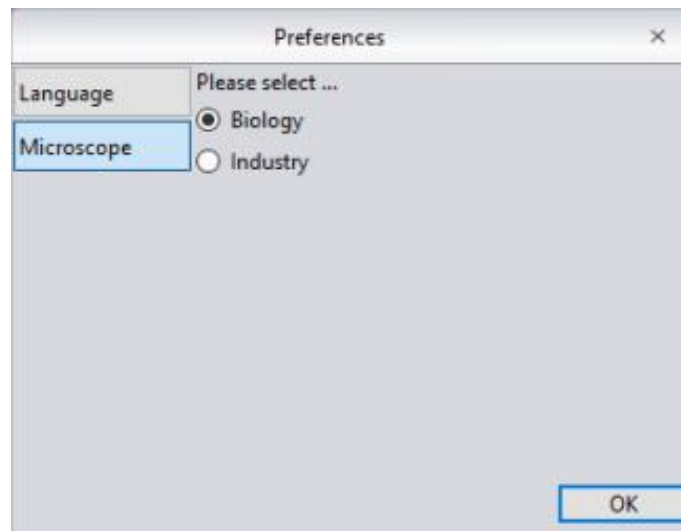 Preferences
Language
Microscope
Please select ...
Biology
Industry
OK